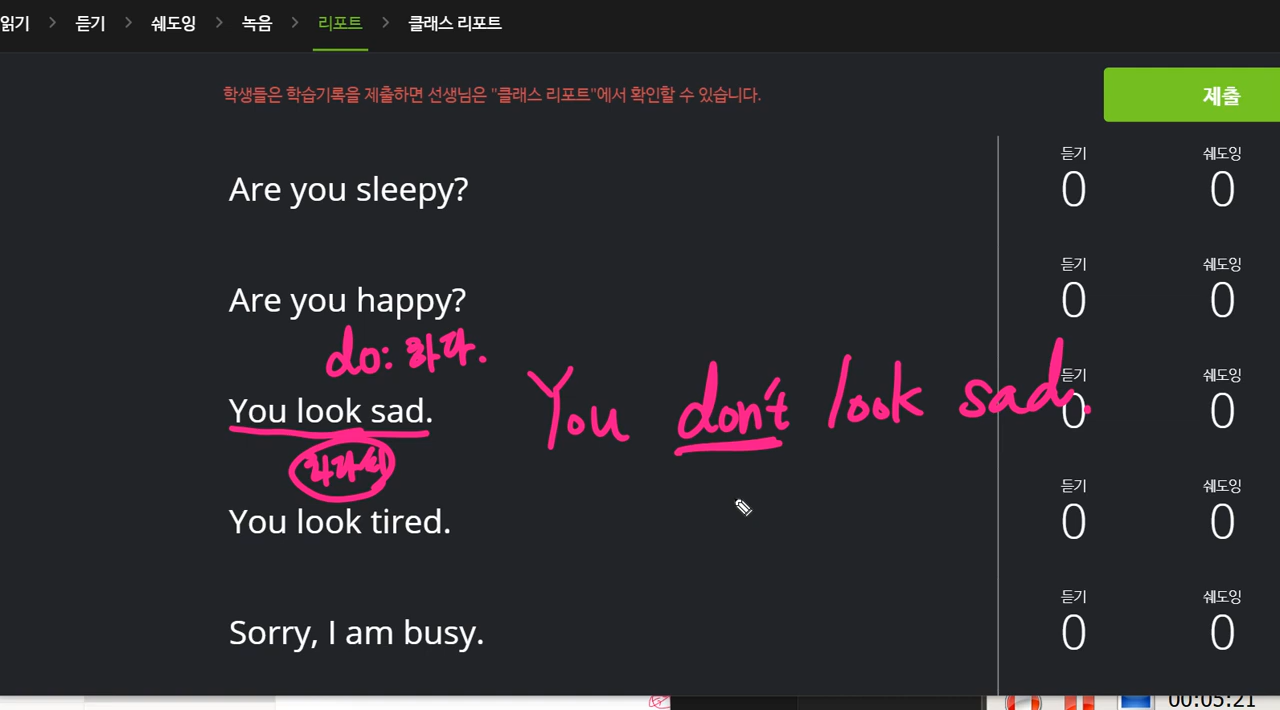 읽기 > 듣기 > 쉐도잉 > 녹음 > 리포트 > 클래스 리포트
학생들은 학습기록을 제출하면 선생님은 "클래스 리포트"에서 확인할 수 있습니다.
제출
듣기 쉐도잉
Are you sleepy? 0 0
듣기 쉐도잉
Are you happy? 0 0
do: 하다.
듣기 쉐도잉
You look sad. You don't look sad. 0 0
하다씨
듣기 쉐도잉
You look tired. 0 0
듣기 쉐도잉
Sorry, I am busy. 0 0
00:05:21